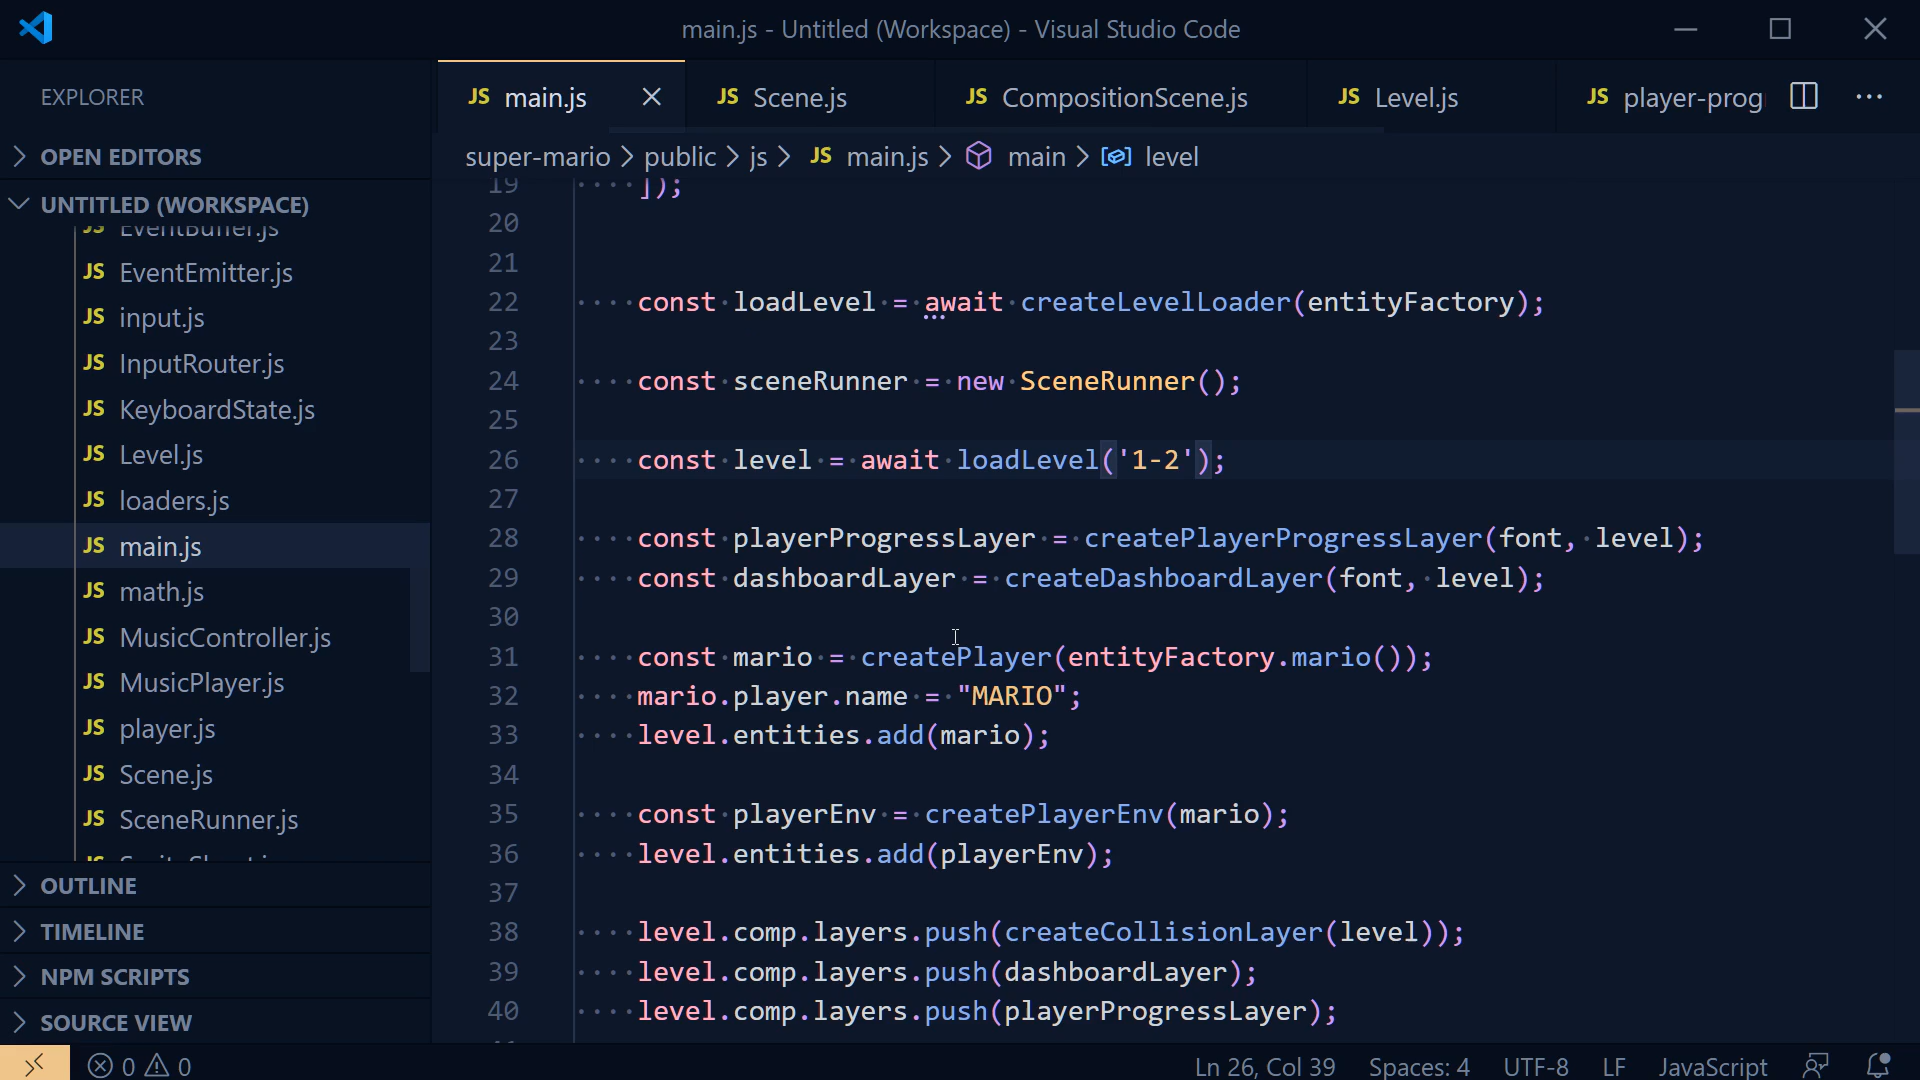 main.js - Untitled (Workspace) - Visual Studio Code
EXPLORER
OPEN EDITORS
UNTITLED (WORKSPACE)
JS EventBuffer.js
JS EventEmitter.js
JS input.js
JS InputRouter.js
JS KeyboardState.js
JS Level.js
JS loaders.js
JS main.js
JS math.js
JS MusicController.js
JS MusicPlayer.js
JS player.js
JS Scene.js
JS SceneRunner.js
OUTLINE
TIMELINE
NPM SCRIPTS
SOURCE VIEW
JS main.js JS Scene.js JS CompositionScene.js JS Level.js JS player-prog
super-mario > public > js > JS main.js > main > level
19 ]);
20
21
22 const loadLevel = await createLevelLoader(entityFactory);
23
24 const sceneRunner = new SceneRunner();
25
26 const level = await loadLevel('1-2');
27
28 const playerProgressLayer = createPlayerProgressLayer(font, level);
29 const dashboardLayer = createDashboardLayer(font, level);
30
31 const mario = createPlayer(entityFactory.mario());
32 mario.player.name = "MARIO";
33 level.entities.add(mario);
34
35 const playerEnv = createPlayerEnv(mario);
36 level.entities.add(playerEnv);
37
38 level.comp.layers.push(createCollisionLayer(level));
39 level.comp.layers.push(dashboardLayer);
40 level.comp.layers.push(playerProgressLayer);
0 0 Ln 26, Col 39 Spaces: 4 UTF-8 LF JavaScript